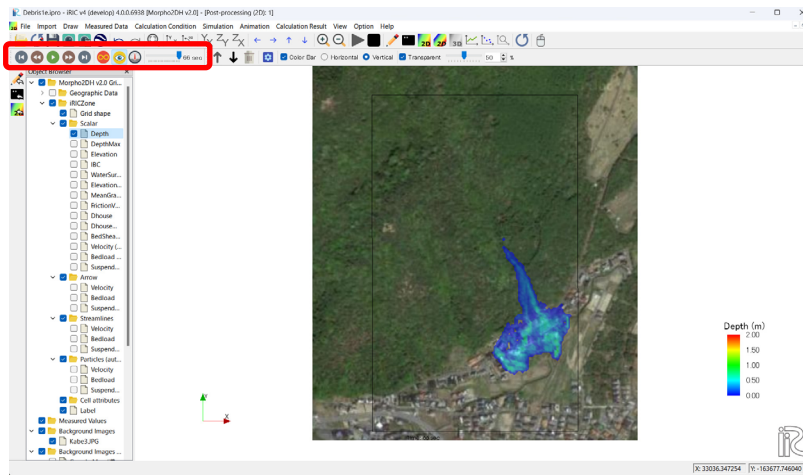 Debris1e.ipro - iRIC v4 (develop) 4.0.0.6938 [Morpho2DH v2.0] - [Post-processing (2D): 1]
File Import Draw Measured Data Calculation Condition Simulation Animation Calculation Result View Option Help
Color Bar Horizontal Vertical Transparent 50 %
Object Browser
Morpho2DH v2.0 Gri...
Geographic Data
iRICZone
Grid shape
Scalar
Depth
DepthMax
Elevation
IBC
WaterSur...
Elevation...
MeanGra...
FrictionV...
Dhouse
Dhouse...
BedShea...
Velocity (...
Bedload ...
Suspend...
Arrow
Velocity
Bedload
Suspend...
Streamlines
Velocity
Bedload
Suspend...
Particles (aut...
Velocity
Bedload
Suspend...
Cell attributes
Label
Measured Values
Background Images
Kabe3.JPG
Background Images
Depth (m)
2.00
1.50
1.00
0.50
0.00
Y
X
X: 33036.347254 Y: -163677.746040